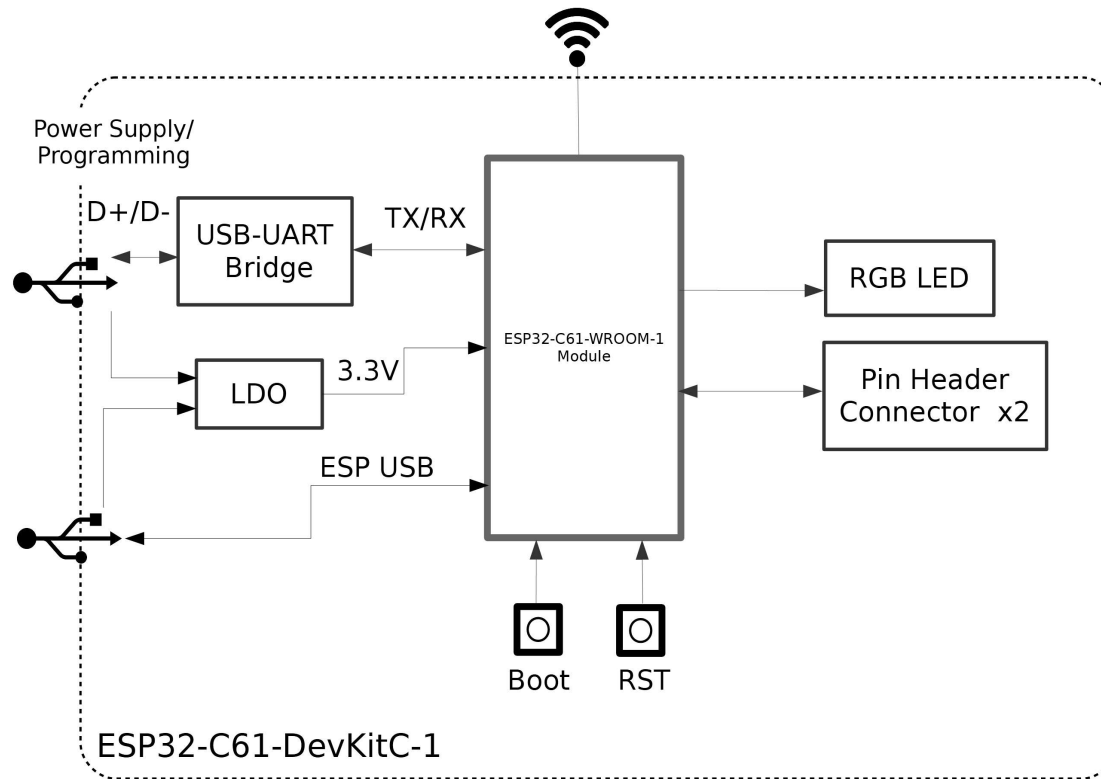 Power Supply/
Programming
D+/D-
USB-UART
Bridge
TX/RX
RGB LED
ESP32-C61-WROOM-1
Module
3.3V
LDO
Pin Header
Connector x2
ESP USB
Boot
RST
ESP32-C61-DevKitC-1